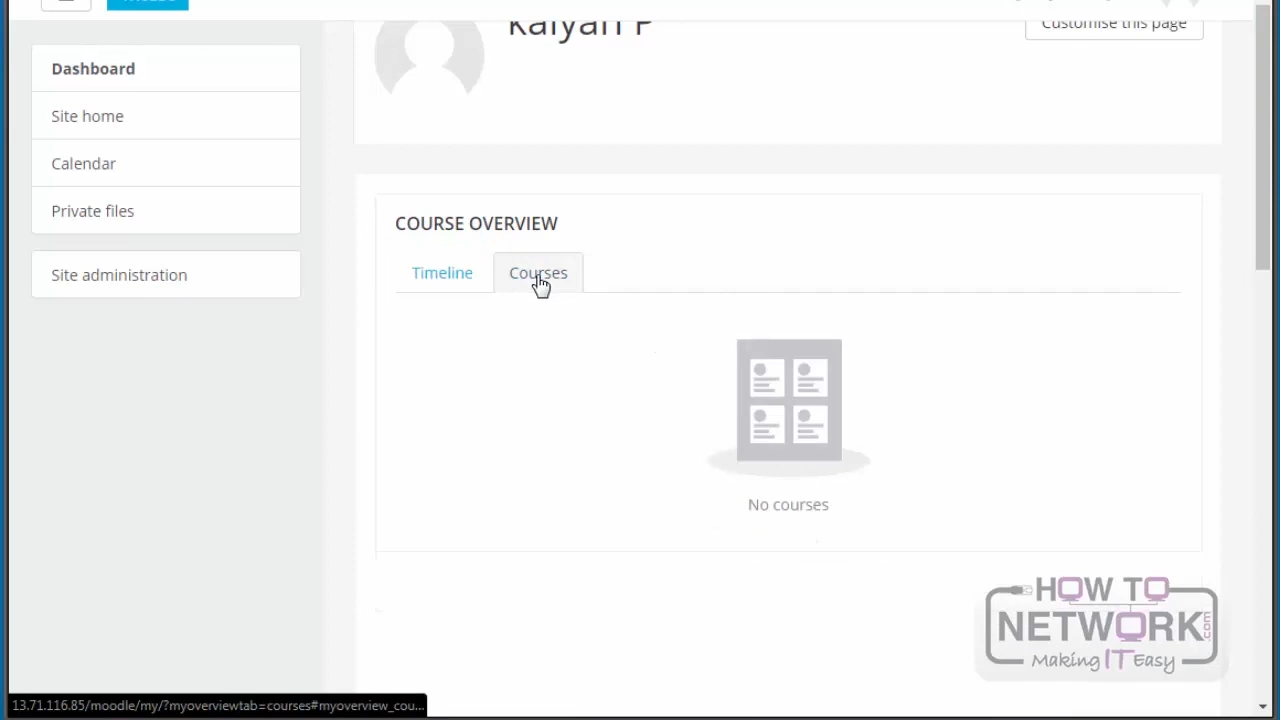 kalyan P
Customise this page
Dashboard
Site home
Calendar
Private files
Site administration
COURSE OVERVIEW
Timeline
Courses
No courses
HOW TO
NETWORK.com
Making IT Easy
13.71.116.85/moodle/my/?myoverviewtab=courses#myoverview_cou...